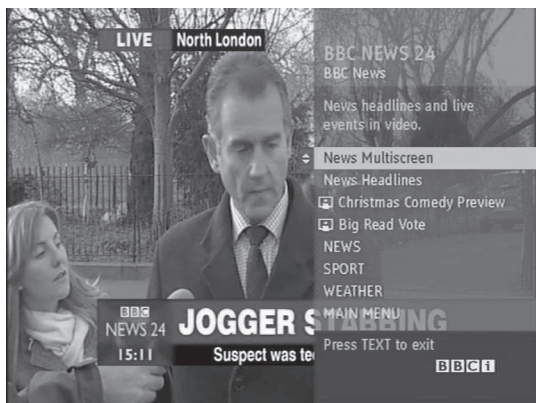 LIVE North London
BBC NEWS 24
BBC News
News headlines and live
events in video.
News Multiscreen
News Headlines
Christmas Comedy Preview
Big Read Vote
NEWS
SPORT
WEATHER
MAIN MENU
Press TEXT to exit
BBCi
BBC
NEWS 24
15:11
JOGGER STABBING
Suspect was